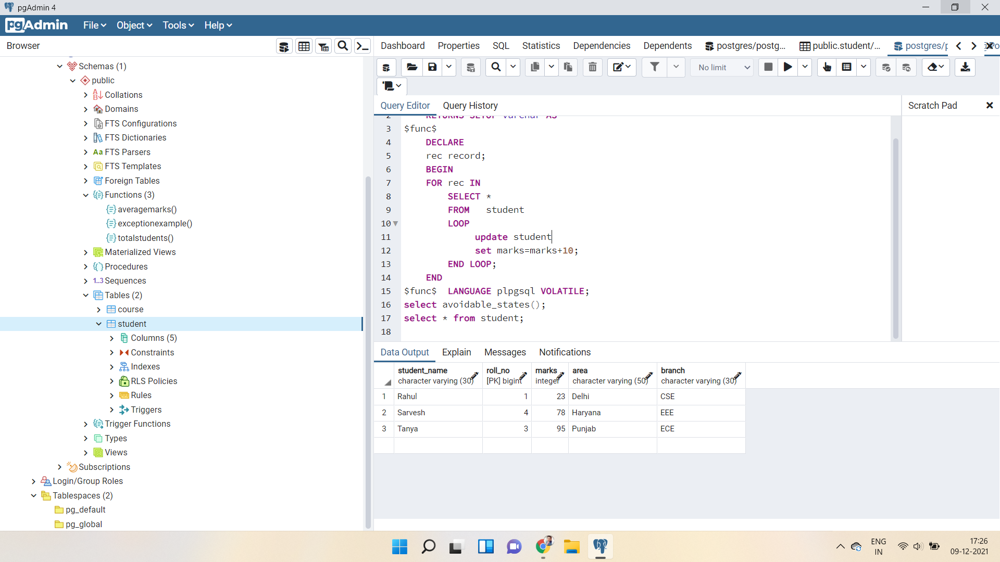 pgAdmin 4
pgAdmin File Object Tools Help
Browser
Dashboard Properties SQL Statistics Dependencies Dependents postgres/postg... public.student/... postgres/p
No limit
Schemas (1)
public
Collations
Domains
FTS Configurations
FTS Dictionaries
Aa FTS Parsers
FTS Templates
Foreign Tables
Functions (3)
averagemarks()
exceptionexample()
totalstudents()
Materialized Views
Procedures
1..3 Sequences
Tables (2)
course
student
Columns (5)
Constraints
Indexes
RLS Policies
Rules
Triggers
Trigger Functions
Types
Views
Subscriptions
Login/Group Roles
Tablespaces (2)
pg_default
pg_global
Query Editor Query History
Scratch Pad
2 RETURNS SETOF varchar AS
3 $func$
4 DECLARE
5 rec record;
6 BEGIN
7 FOR rec IN
8 SELECT *
9 FROM student
10 LOOP
11 update student
12 set marks=marks+10;
13 END LOOP;
14 END
15 $func$ LANGUAGE plpgsql VOLATILE;
16 select avoidable_states();
17 select * from student;
18
Data Output Explain Messages Notifications
student_name roll_no marks area branch
character varying (30) [PK] bigint integer character varying (50) character varying (30)
1 Rahul 1 23 Delhi CSE
2 Sarvesh 4 78 Haryana EEE
3 Tanya 3 95 Punjab ECE
ENG
IN
17:26
09-12-2021